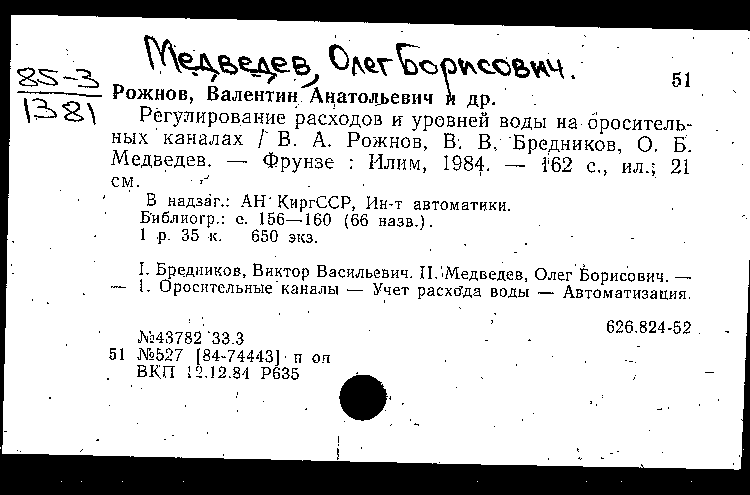 Медведев, Олег Борисович.
85-3
1381
51
Рожнов, Валентин Анатольевич и др.
Регулирование расходов и уровней воды на ороситель-
ных каналах / В. А. Рожнов, В. В. Бредников, О. Б.
Медведев. — Фрунзе : Илим, 1984. — 162 с., ил.; 21
см.
В надзаг.: АН КиргССР, Ин-т автоматики.
Библиогр.: с. 156—160 (66 назв.).
1 р. 35 к. 650 экз.
I. Бредников, Виктор Васильевич. II. Медведев, Олег Борисович. —
— 1. Оросительные каналы — Учет расхода воды — Автоматизация.
626.824-52
№43782 33.3
51 №527 [84-74443] п оп
ВКП 12.12.84 Р635